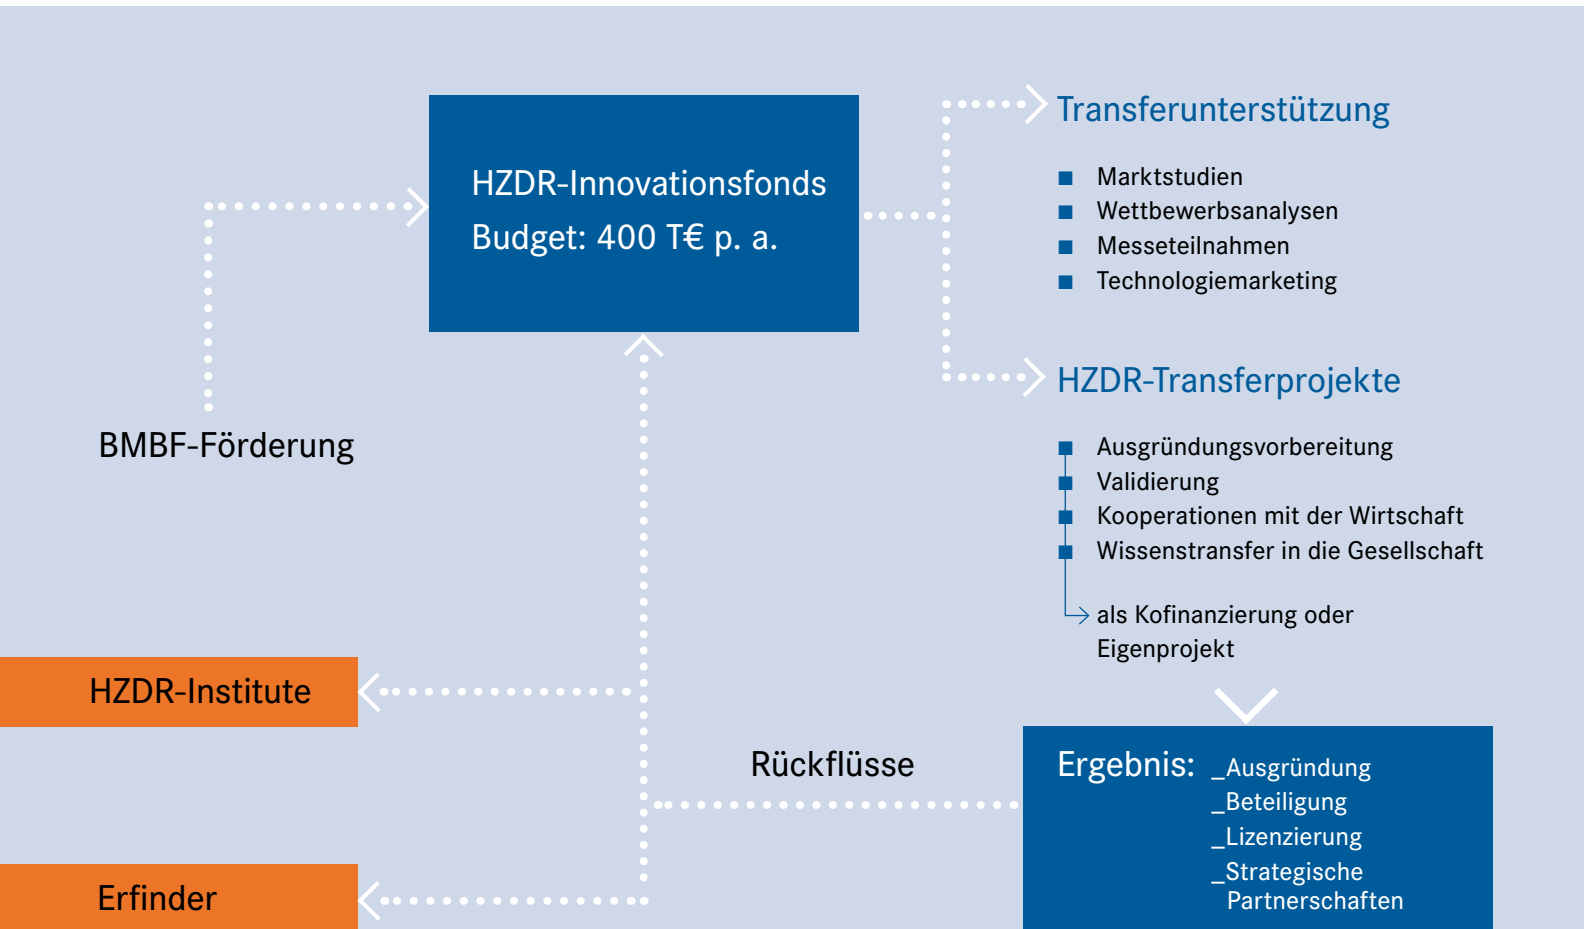 HZDR-Innovationsfonds
Budget: 400 T€ p. a.
Transferunterstützung
Marktstudien
Wettbewerbsanalysen
Messeteilnahmen
Technologiemarketing
BMBF-Förderung
HZDR-Transferprojekte
Ausgründungsvorbereitung
Validierung
Kooperationen mit der Wirtschaft
Wissenstransfer in die Gesellschaft
als Kofinanzierung oder
Eigenprojekt
HZDR-Institute
Rückflüsse
Ergebnis: _Ausgründung
_Beteiligung
_Lizenzierung
_Strategische
Partnerschaften
Erfinder